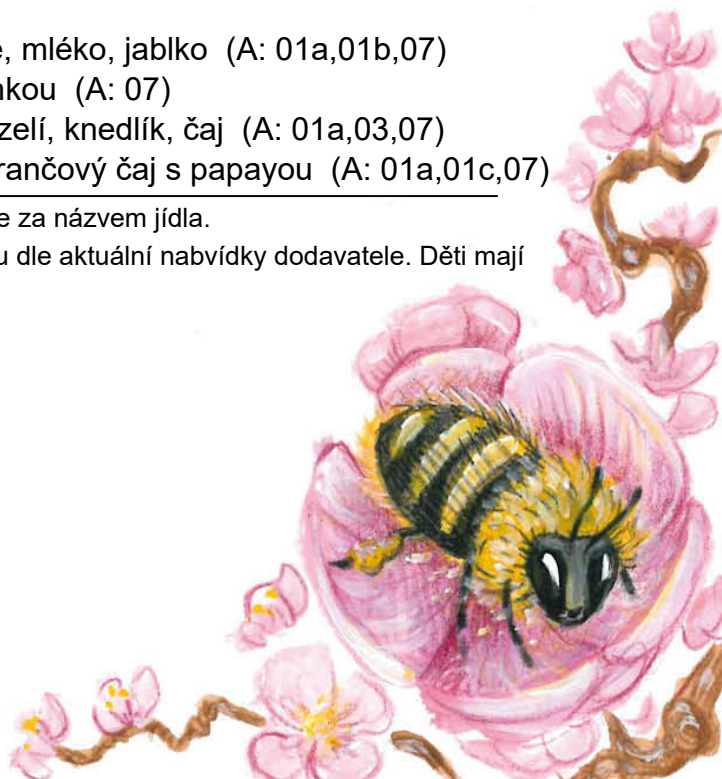 , mléko, jablko (A: 01a,01b,07)
nkou (A: 07)
zelí, knedlík, čaj (A: 01a,03,07)
rančový čaj s papayou (A: 01a,01c,07)
e za názvem jídla.
u dle aktuální nabvídky dodavatele. Děti mají